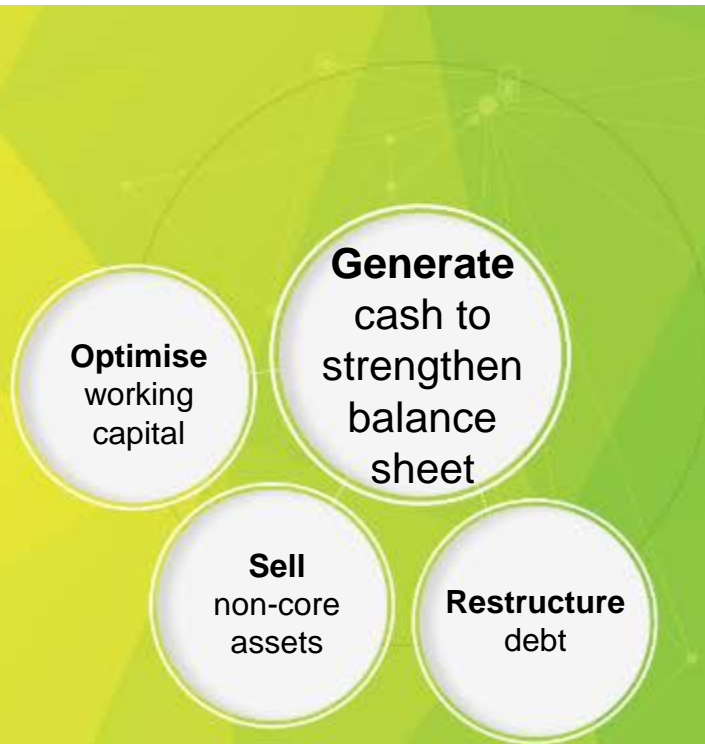 Generate
cash to
strengthen
balance
sheet
Optimise
working
capital
Sell
non-core
assets
Restructure
debt